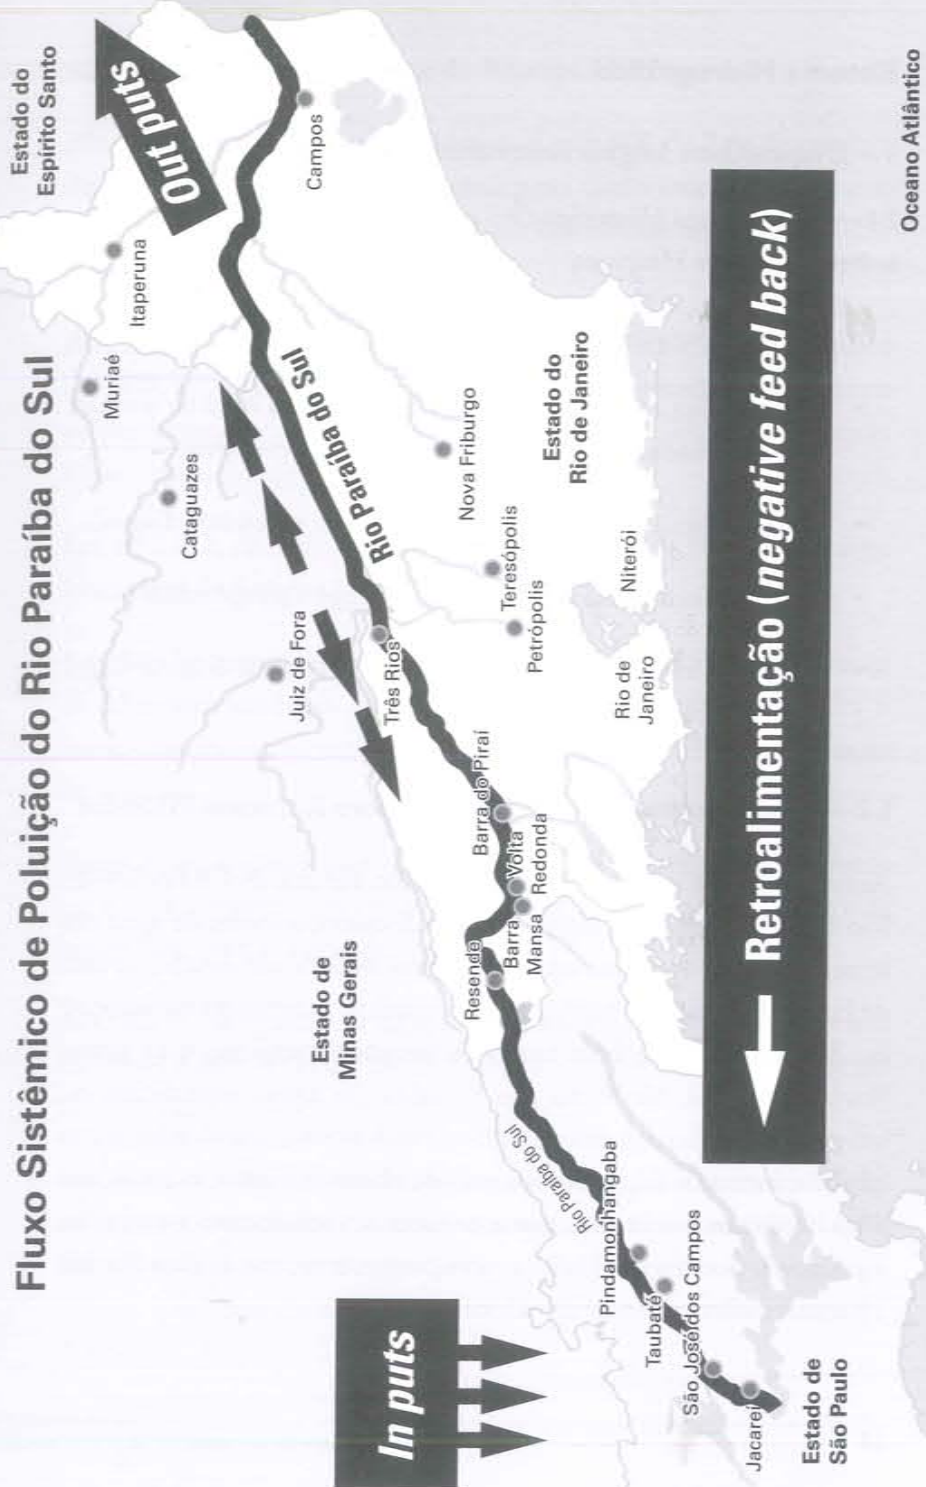 Fluxo Sistêmico de Poluição do Rio Paraíba do Sul
Estado do
Espírito Santo
Out puts
Muriaé
Itaperuna
Cataguazes
Campos
Juiz de Fora
Rio Paraíba do Sul
Três Rios
Nova Friburgo
Teresópolis
Petrópolis
Estado do
Rio de Janeiro
Niterói
Rio de
Janeiro
Estado de
Minas Gerais
Barra do Piraí
Volta
Redonda
Barra
Mansa
Resende
In puts
Rio Paraíba do Sul
Pindamonhangaba
Taubaté
São José dos Campos
Jacareí
Estado de
São Paulo
Retroalimentação (negative feed back)
Oceano Atlântico